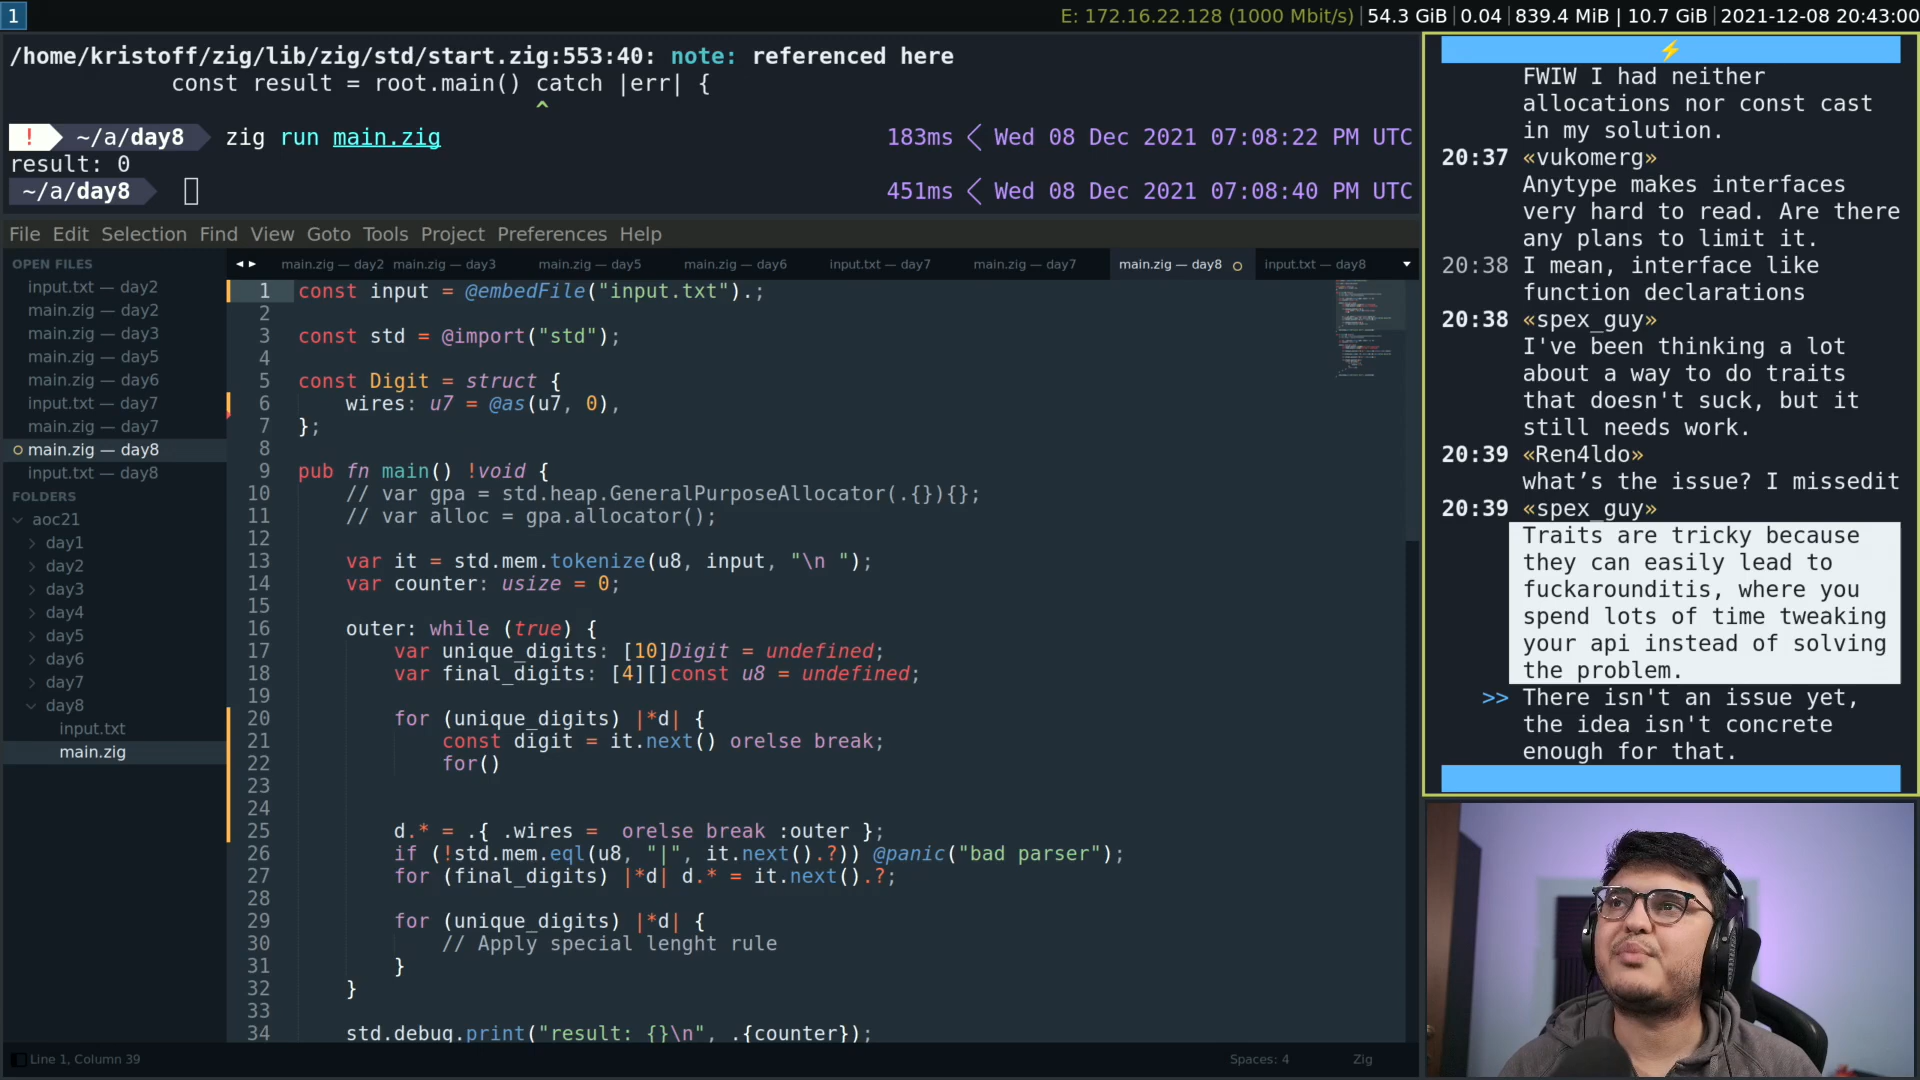 1
E: 172.16.22.128 (1000 Mbit/s) | 54.3 GiB | 0.04 | 839.4 MiB | 10.7 GiB | 2021-12-08 20:43:00
/home/kristoff/zig/lib/zig/std/start.zig:553:40: note: referenced here
const result = root.main() catch |err| {
^
! ~/a/day8 zig run main.zig 183ms Wed 08 Dec 2021 07:08:22 PM UTC
result: 0
~/a/day8 451ms Wed 08 Dec 2021 07:08:40 PM UTC
File Edit Selection Find View Goto Tools Project Preferences Help
OPEN FILES
input.txt — day2
main.zig — day2
main.zig — day3
main.zig — day5
main.zig — day6
input.txt — day7
main.zig — day7
main.zig — day8
input.txt — day8
FOLDERS
aoc21
day1
day2
day3
day4
day5
day6
day7
day8
input.txt
main.zig
main.zig — day2 main.zig — day3 main.zig — day5 main.zig — day6 input.txt — day7 main.zig — day7 main.zig — day8 input.txt — day8
1 const input = @embedFile("input.txt").;
2
3 const std = @import("std");
4
5 const Digit = struct {
6 wires: u7 = @as(u7, 0),
7 };
8
9 pub fn main() !void {
10 // var gpa = std.heap.GeneralPurposeAllocator(.{}){};
11 // var alloc = gpa.allocator();
12
13 var it = std.mem.tokenize(u8, input, "\n ");
14 var counter: usize = 0;
15
16 outer: while (true) {
17 var unique_digits: [10]Digit = undefined;
18 var final_digits: [4][]const u8 = undefined;
19
20 for (unique_digits) |*d| {
21 const digit = it.next() orelse break;
22 for()
23
24
25 d.* = .{ .wires =  orelse break :outer };
26 if (!std.mem.eql(u8, "|", it.next().?)) @panic("bad parser");
27 for (final_digits) |*d| d.* = it.next().?;
28
29 for (unique_digits) |*d| {
30 // Apply special lenght rule
31 }
32 }
33
34 std.debug.print("result: {}\n", .{counter});
Line 1, Column 39
Spaces: 4 Zig
⚡
FWIW I had neither
allocations nor const cast
in my solution.
20:37 «vukomerg»
Anytype makes interfaces
very hard to read. Are there
any plans to limit it.
20:38 I mean, interface like
function declarations
20:38 «spex_guy»
I've been thinking a lot
about a way to do traits
that doesn't suck, but it
still needs work.
20:39 «Ren4ldo»
what’s the issue? I missedit
20:39 «spex_guy»
Traits are tricky because
they can easily lead to
fuckarounditis, where you
spend lots of time tweaking
your api instead of solving
the problem.
>> There isn't an issue yet,
the idea isn't concrete
enough for that.